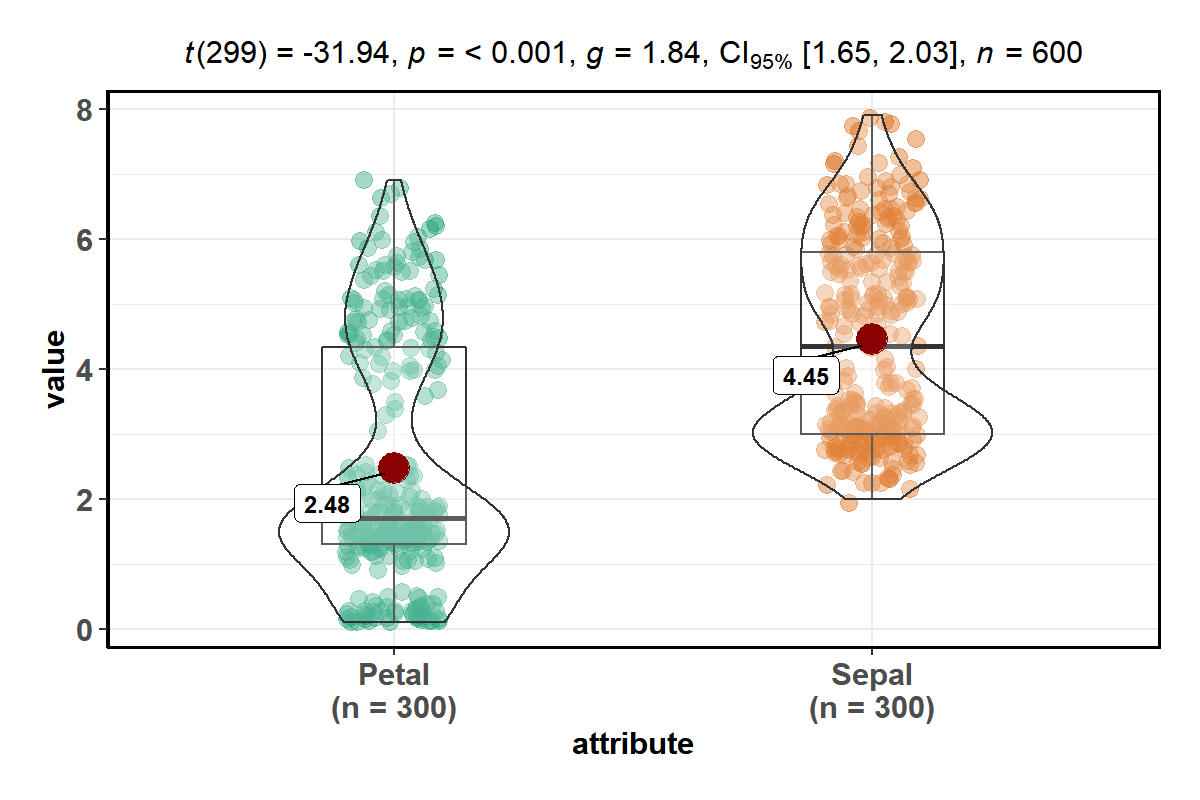 t(299) = -31.94, p = < 0.001, g = 1.84, CI95% [1.65, 2.03], n = 600
8
6
4
2
0
value
2.48
4.45
Petal
(n = 300)
Sepal
(n = 300)
attribute